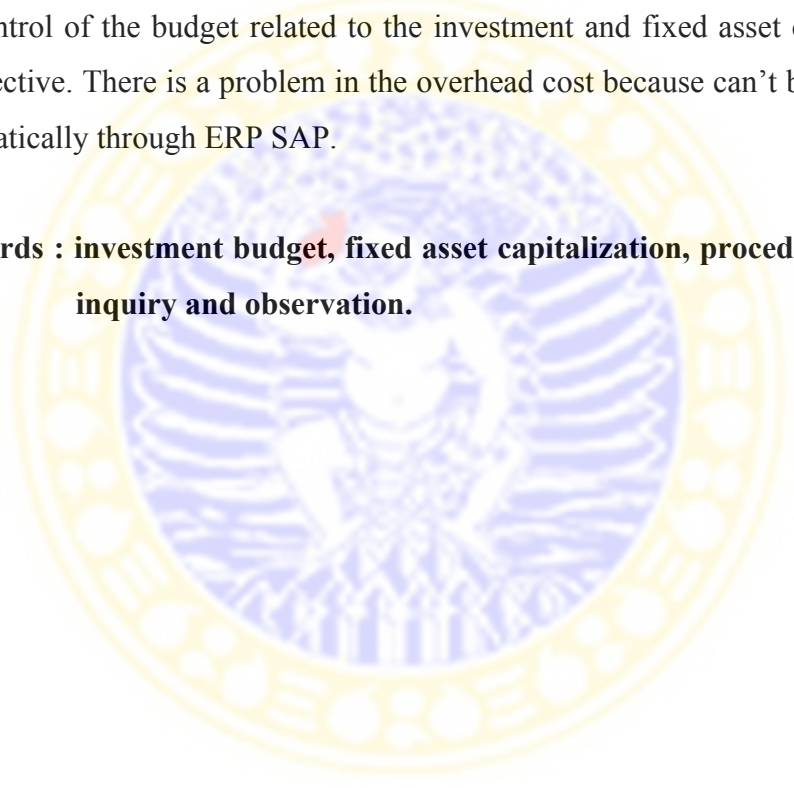 ntrol of the budget related to the investment and fixed asset
ective. There is a problem in the overhead cost because can’t
atically through ERP SAP.
rds : investment budget, fixed asset capitalization, proced
inquiry and observation.